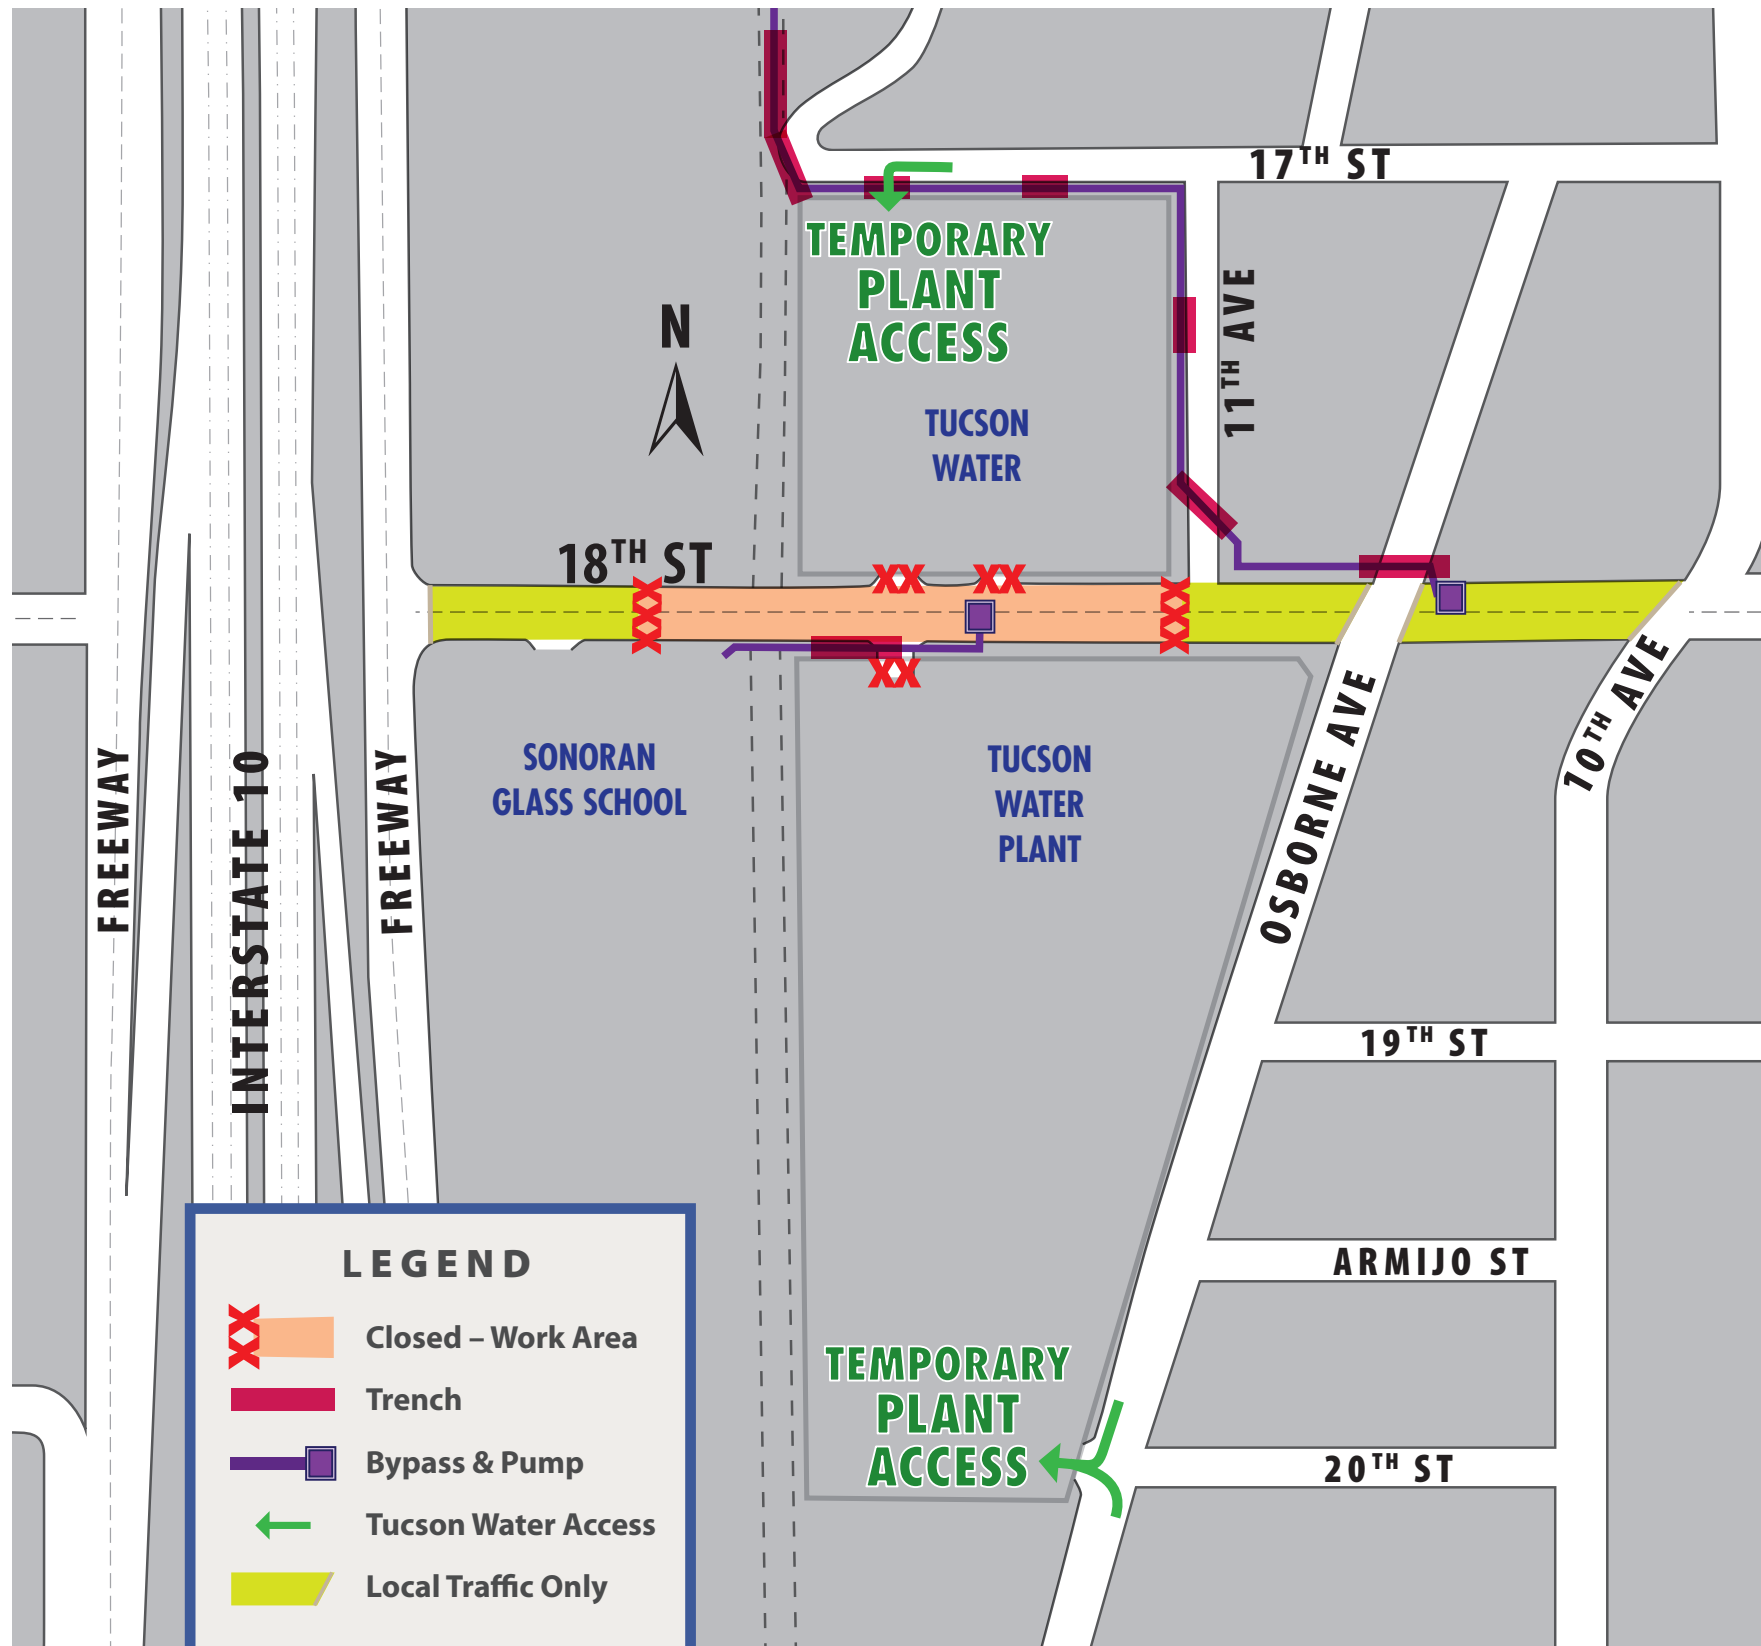 17TH ST
TEMPORARY
PLANT
ACCESS
11TH AVE
N
TUCSON
WATER
18TH ST
OSBORNE AVE
10TH AVE
SONORAN
GLASS SCHOOL
TUCSON
WATER
PLANT
FREEWAY
INTERSTATE 10
FREEWAY
19TH ST
ARMIJO ST
TEMPORARY
PLANT
ACCESS
20TH ST
LEGEND
Closed – Work Area
Trench
Bypass & Pump
Tucson Water Access
Local Traffic Only